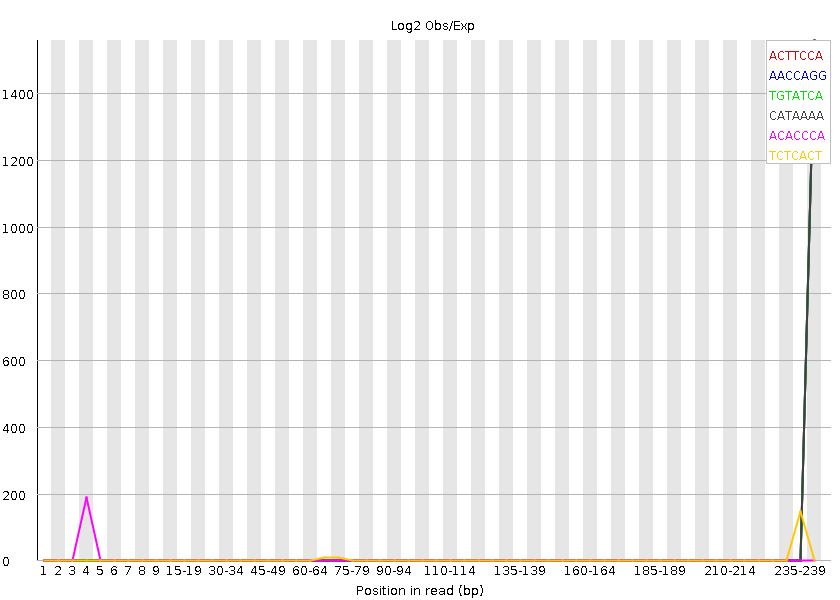 Log2 Obs/Exp
ACTTCCA
AACCAGG
TGTATCA
CATAAAA
ACACCCA
TCTCACT
1400
1200
1000
800
600
400
200
0
1 2 3 4 5 6 7 8 9 15-19 30-34 45-49 60-64 75-79 90-94 110-114 135-139 160-164 185-189 210-214 235-239
Position in read (bp)